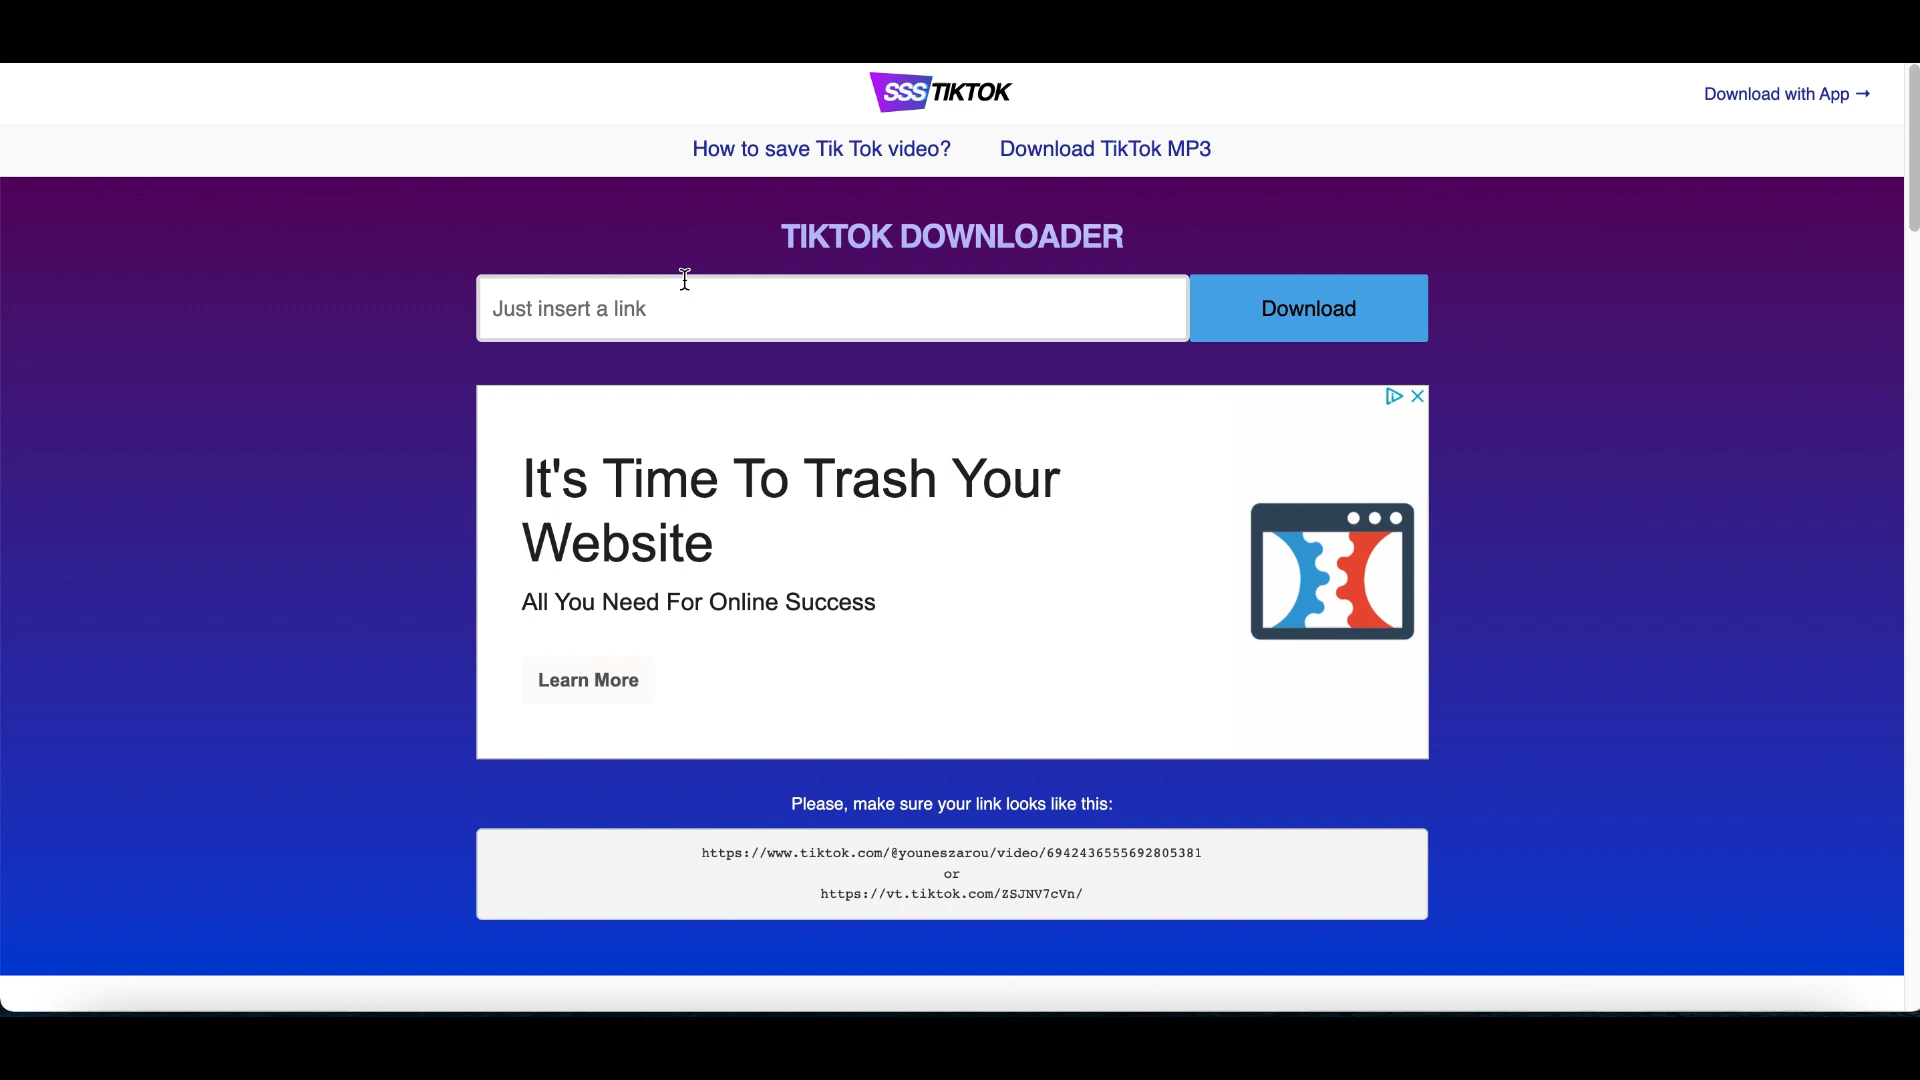 SSSTIKTOK
Download with App →
How to save Tik Tok video? Download TikTok MP3
TIKTOK DOWNLOADER
Just insert a link
Download
It's Time To Trash Your
Website
All You Need For Online Success
Learn More
Please, make sure your link looks like this:
https://www.tiktok.com/@youneszarou/video/6942436555692805381
or
https://vt.tiktok.com/ZSJNV7cVn/